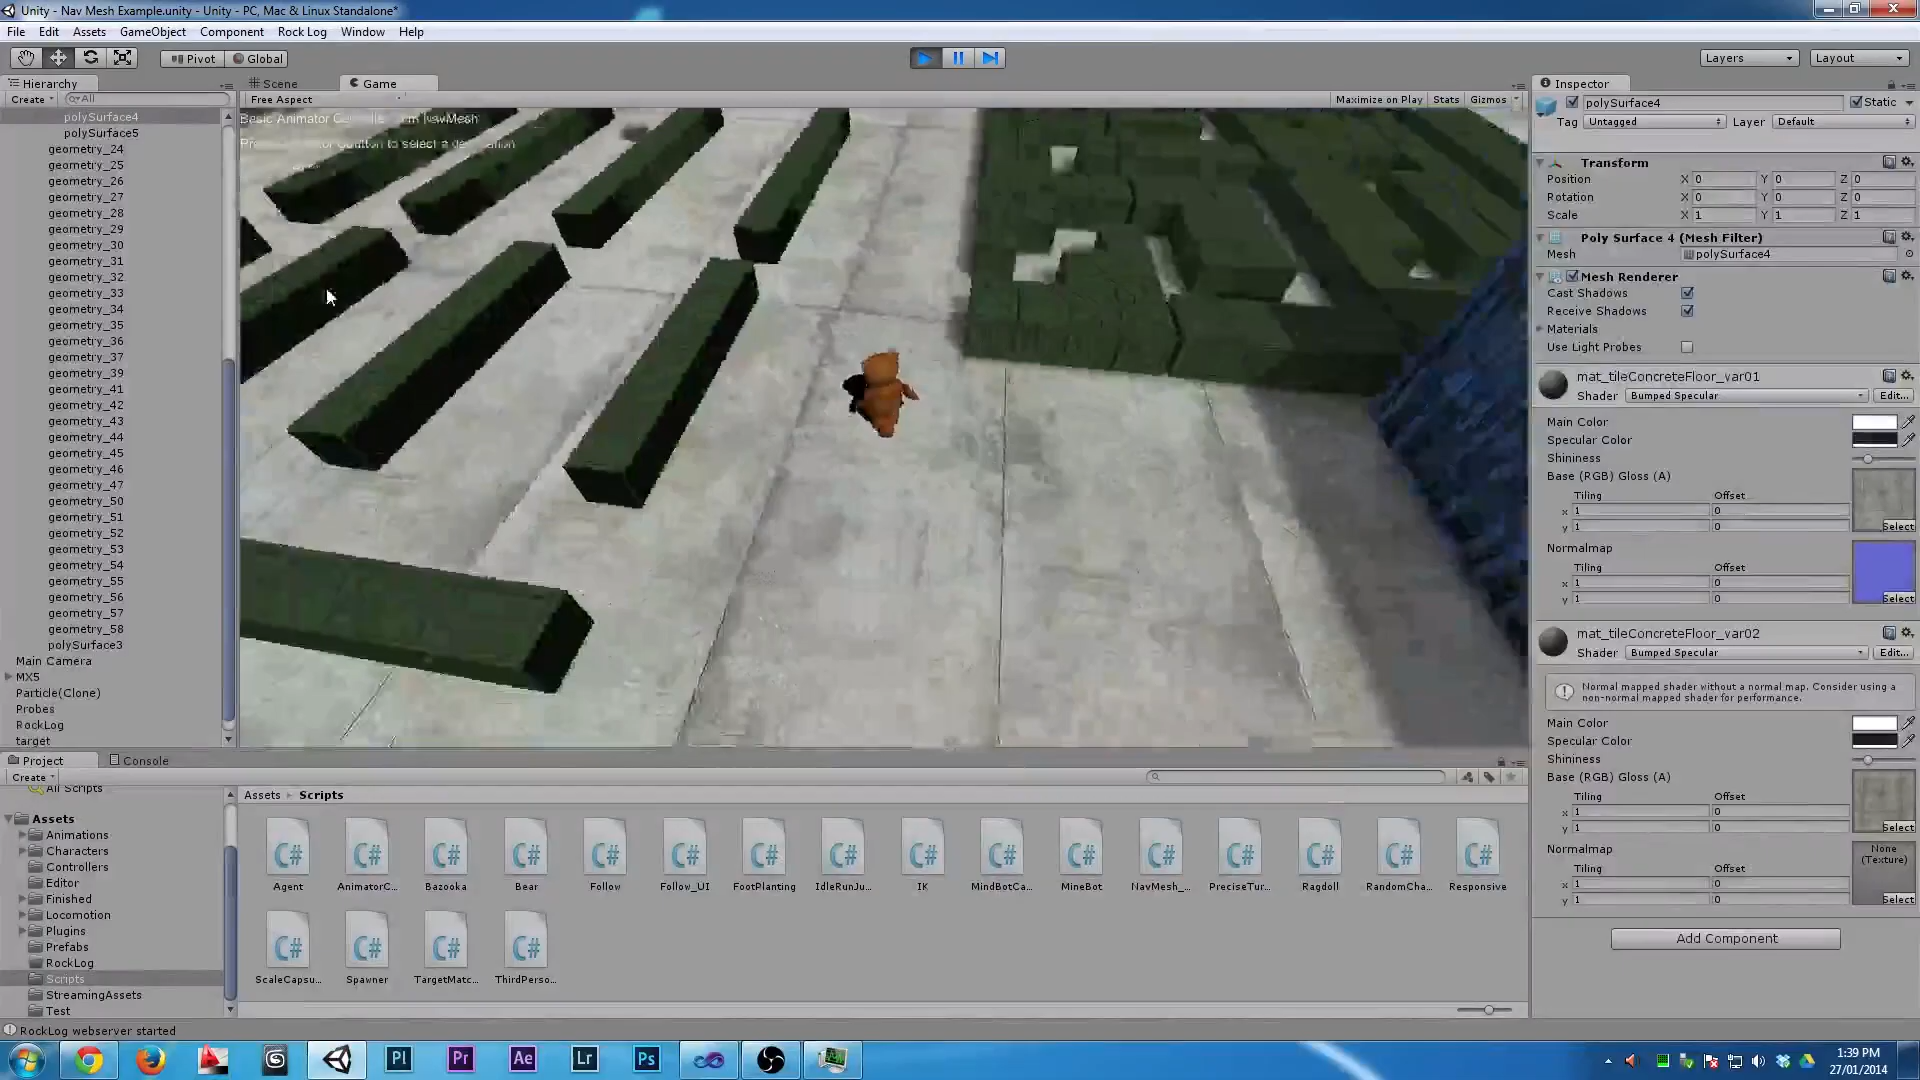 Unity - Nav Mesh Example.unity - Unity - PC, Mac & Linux Standalone*
File Edit Assets GameObject Component Rock Log Window Help
Pivot Global Layers Layout
Hierarchy Scene Game Inspector
Create All Free Aspect Maximize on Play Stats Gizmos
polySurface4
polySurface5
geometry_24
geometry_25
geometry_26
geometry_27
geometry_28
geometry_29
geometry_30
geometry_31
geometry_32
geometry_33
geometry_34
geometry_35
geometry_36
geometry_37
geometry_39
geometry_41
geometry_42
geometry_43
geometry_44
geometry_45
geometry_46
geometry_47
geometry_50
geometry_51
geometry_52
geometry_53
geometry_54
geometry_55
geometry_56
geometry_57
geometry_58
polySurface3
Main Camera
MX5
Particle(Clone)
Probes
RockLog
target
Basic Animator NavMesh
to select a destination
polySurface4 Static
Tag Untagged Layer Default
Transform
Position X 0 Y 0 Z 0
Rotation X 0 Y 0 Z 0
Scale X 1 Y 1 Z 1
Poly Surface 4 (Mesh Filter)
Mesh polySurface4
Mesh Renderer
Cast Shadows
Receive Shadows
Materials
Use Light Probes
mat_tileConcreteFloor_var01
Shader Bumped Specular Edit...
Main Color
Specular Color
Shininess
Base (RGB) Gloss (A)
Tiling Offset
x 1 0
y 1 0
Select
Normalmap
Tiling Offset
x 1 0
y 1 0
Select
mat_tileConcreteFloor_var02
Shader Bumped Specular Edit...
Normal mapped shader without a normal map. Consider using a
non-normal mapped shader for performance.
Main Color
Specular Color
Shininess
Base (RGB) Gloss (A)
Tiling Offset
x 1 0
y 1 0
Select
Normalmap
None
(Texture)
Tiling Offset
x 1 0
y 1 0
Select
Add Component
Project Console
Create
All Scripts
Assets
Animations
Characters
Controllers
Editor
Finished
Locomotion
Plugins
Prefabs
RockLog
Scripts
StreamingAssets
Test
Assets Scripts
C# C# C# C# C# C# C# C# C# C# C# C# C# C# C# C#
Agent AnimatorC... Bazooka Bear Follow Follow_UI FootPlanting IdleRunJu... IK MindBotCa... MineBot NavMesh_... PreciseTur... Ragdoll RandomCha... Responsive
C# C# C# C#
ScaleCapsu... Spawner TargetMatc... ThirdPerso...
RockLog webserver started
Pl Pr Ae Lr Ps
1:39 PM
27/01/2014